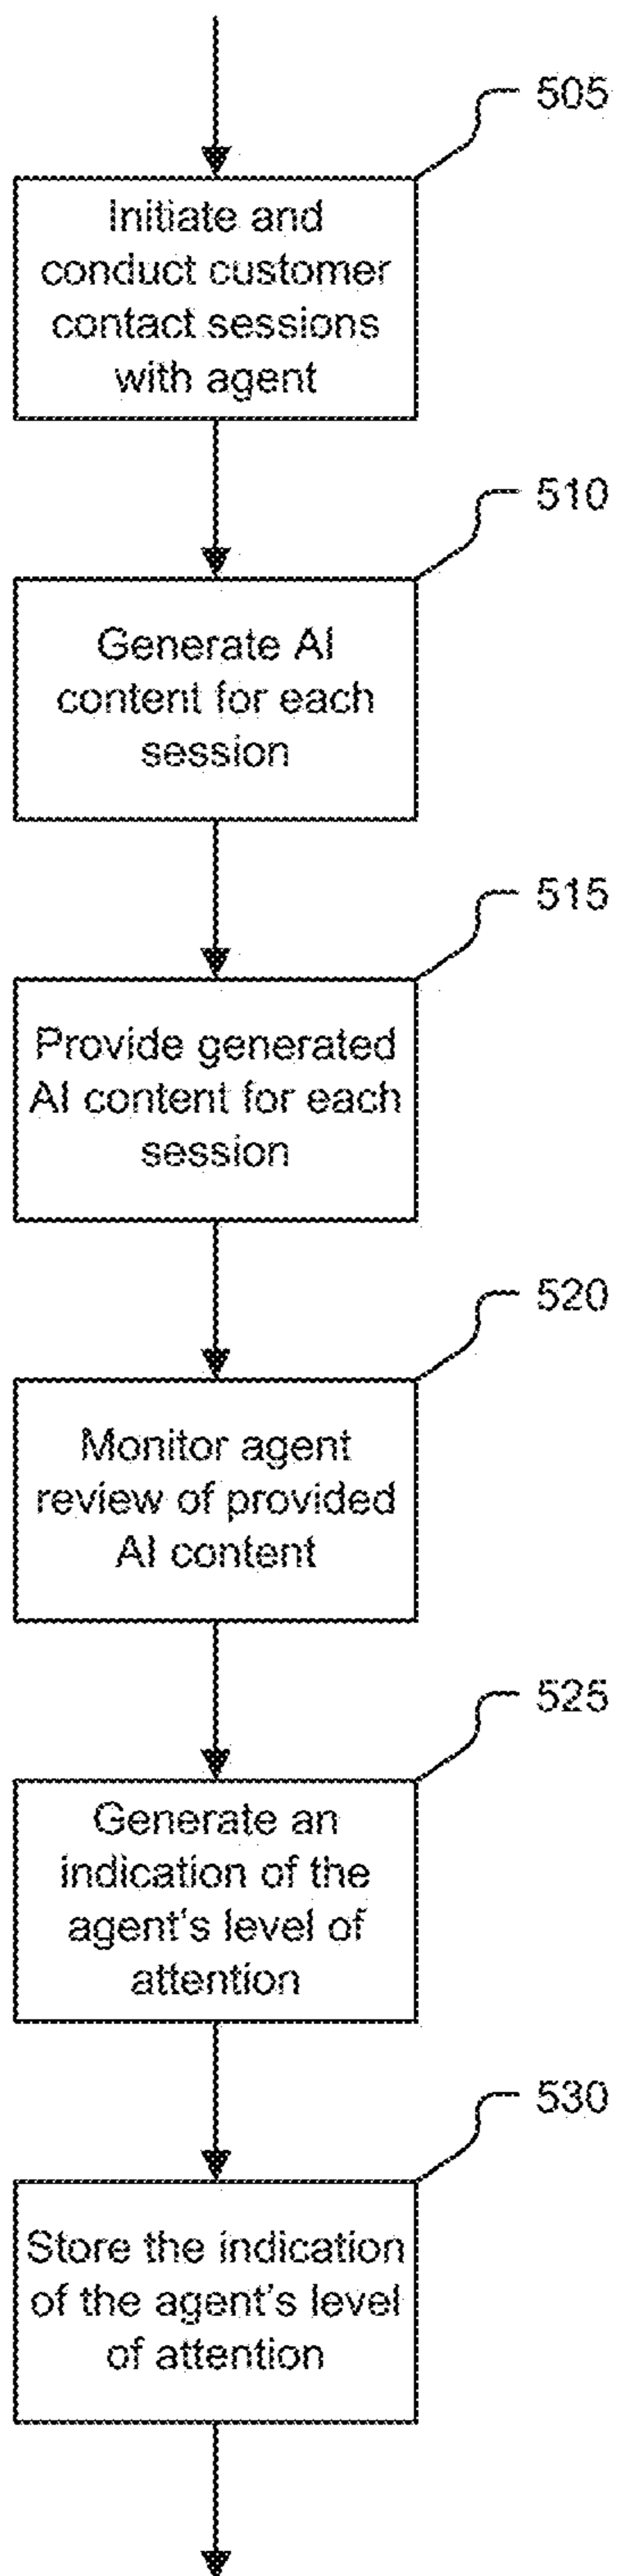 505
Initiate and
conduct customer
contact sessions
with agent
510
Generate AI
content for each
session
515
Provide generated
AI content for each
session
520
Monitor agent
review of provided
AI content
525
Generate an
indication of the
agent's level of
attention
530
Store the indication
of the agent's level
of attention